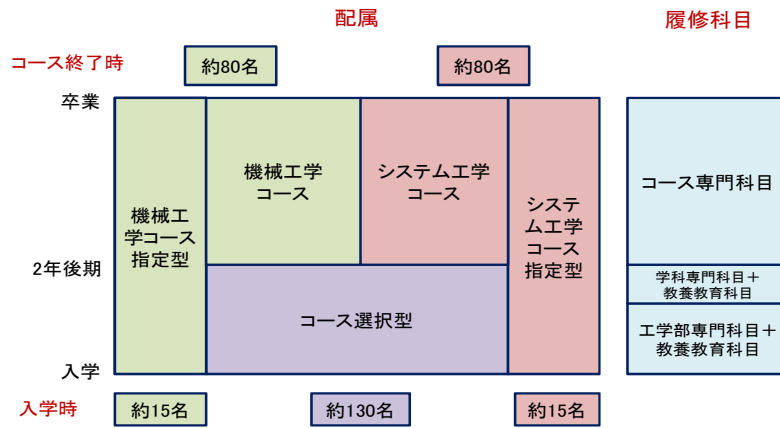 配属
履修科目
コース終了時
約80名
約80名
卒業
機械工学
コース
システム工学
コース
コース専門科目
機械工
学コース
指定型
システ
ム工学
コース
指定型
2年後期
学科専門科目＋
教養教育科目
コース選択型
工学部専門科目＋
教養教育科目
入学
入学時
約15名
約130名
約15名